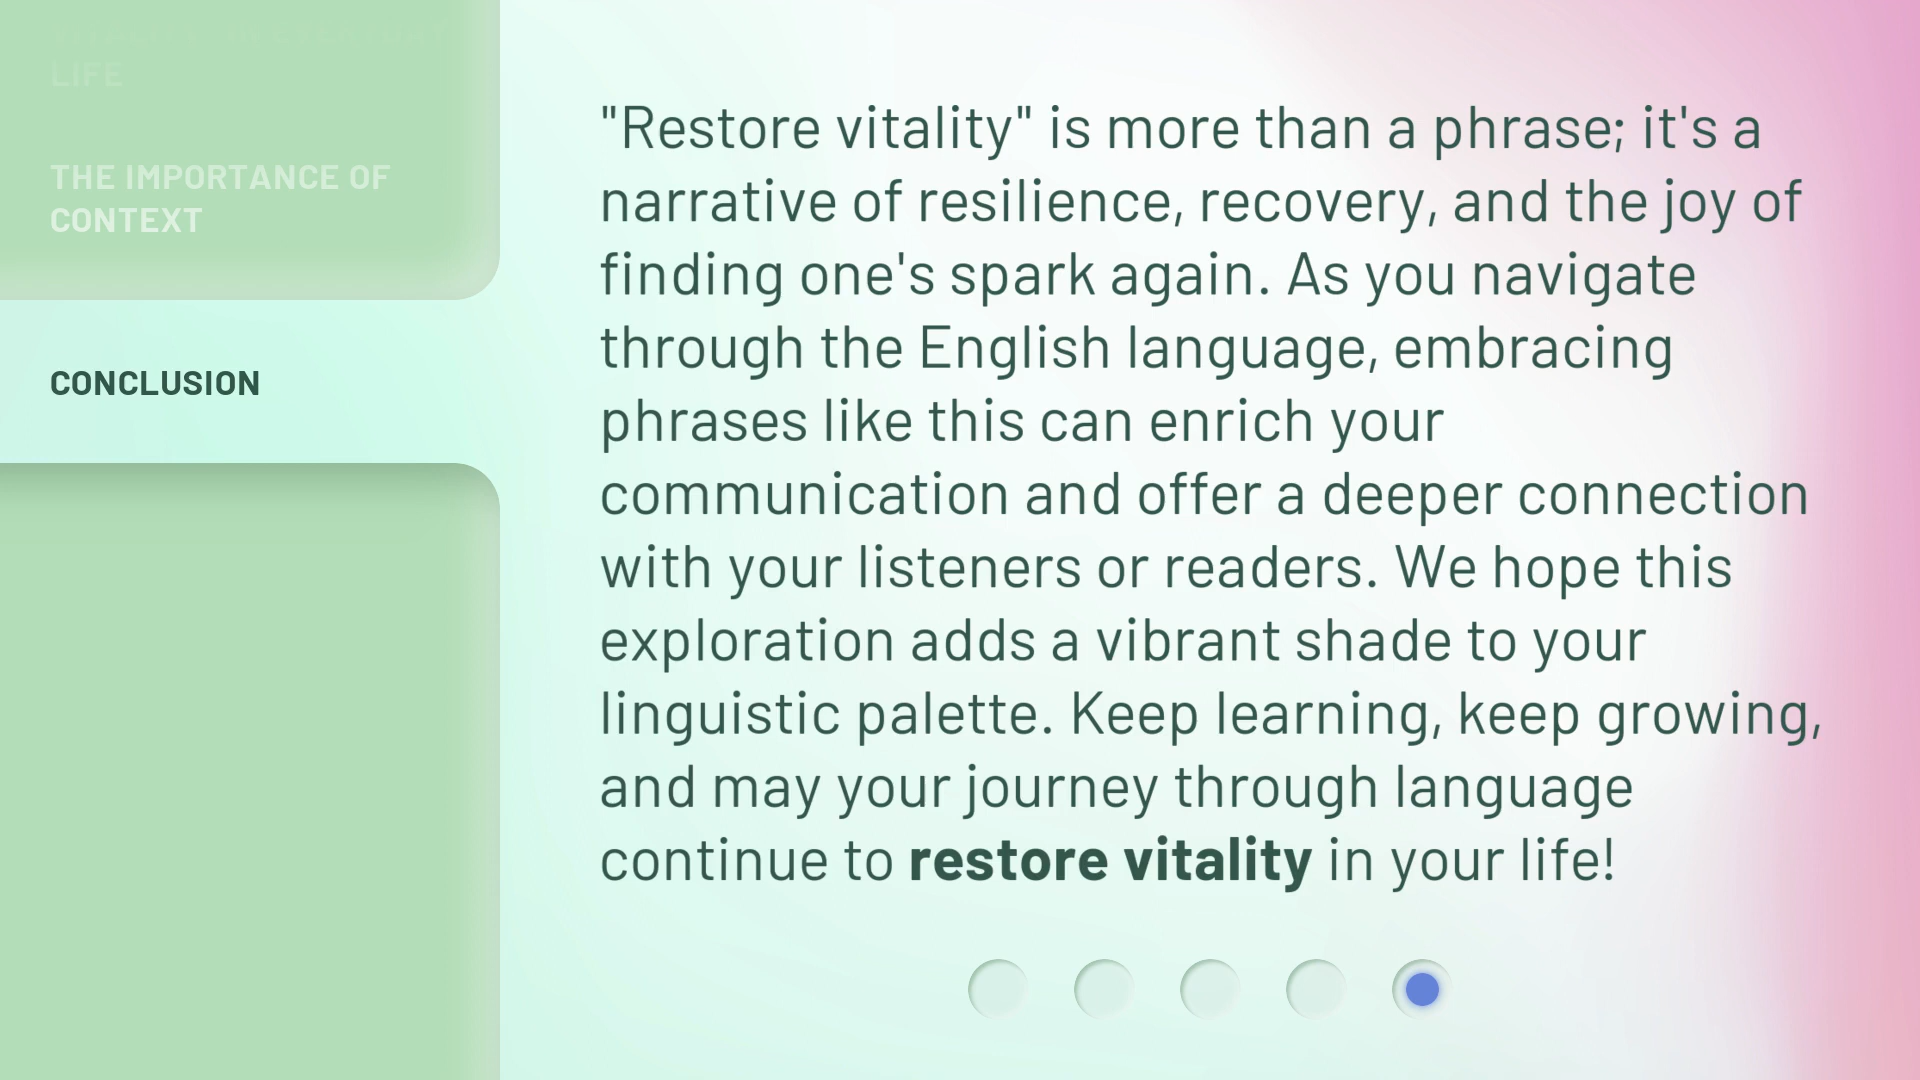 LIFE
THE IMPORTANCE OF
CONTEXT
CONCLUSION
"Restore vitality" is more than a phrase; it's a
narrative of resilience, recovery, and the joy of
finding one's spark again. As you navigate
through the English language, embracing
phrases like this can enrich your
communication and offer a deeper connection
with your listeners or readers. We hope this
exploration adds a vibrant shade to your
linguistic palette. Keep learning, keep growing,
and may your journey through language
continue to restore vitality in your life!